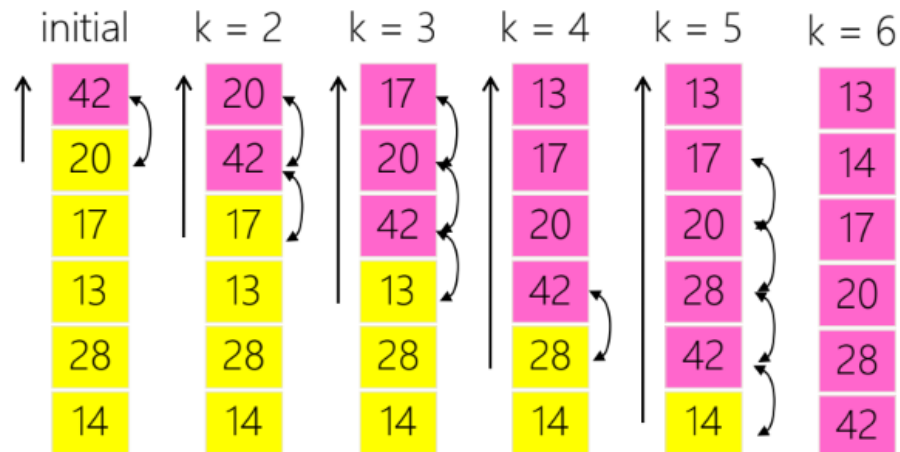 initial k = 2 k = 3 k = 4 k = 5 k = 6
42 20 17 13 13 13
20 42 20 17 17 14
17 17 42 20 20 17
13 13 13 42 28 20
28 28 28 28 42 28
14 14 14 14 14 42